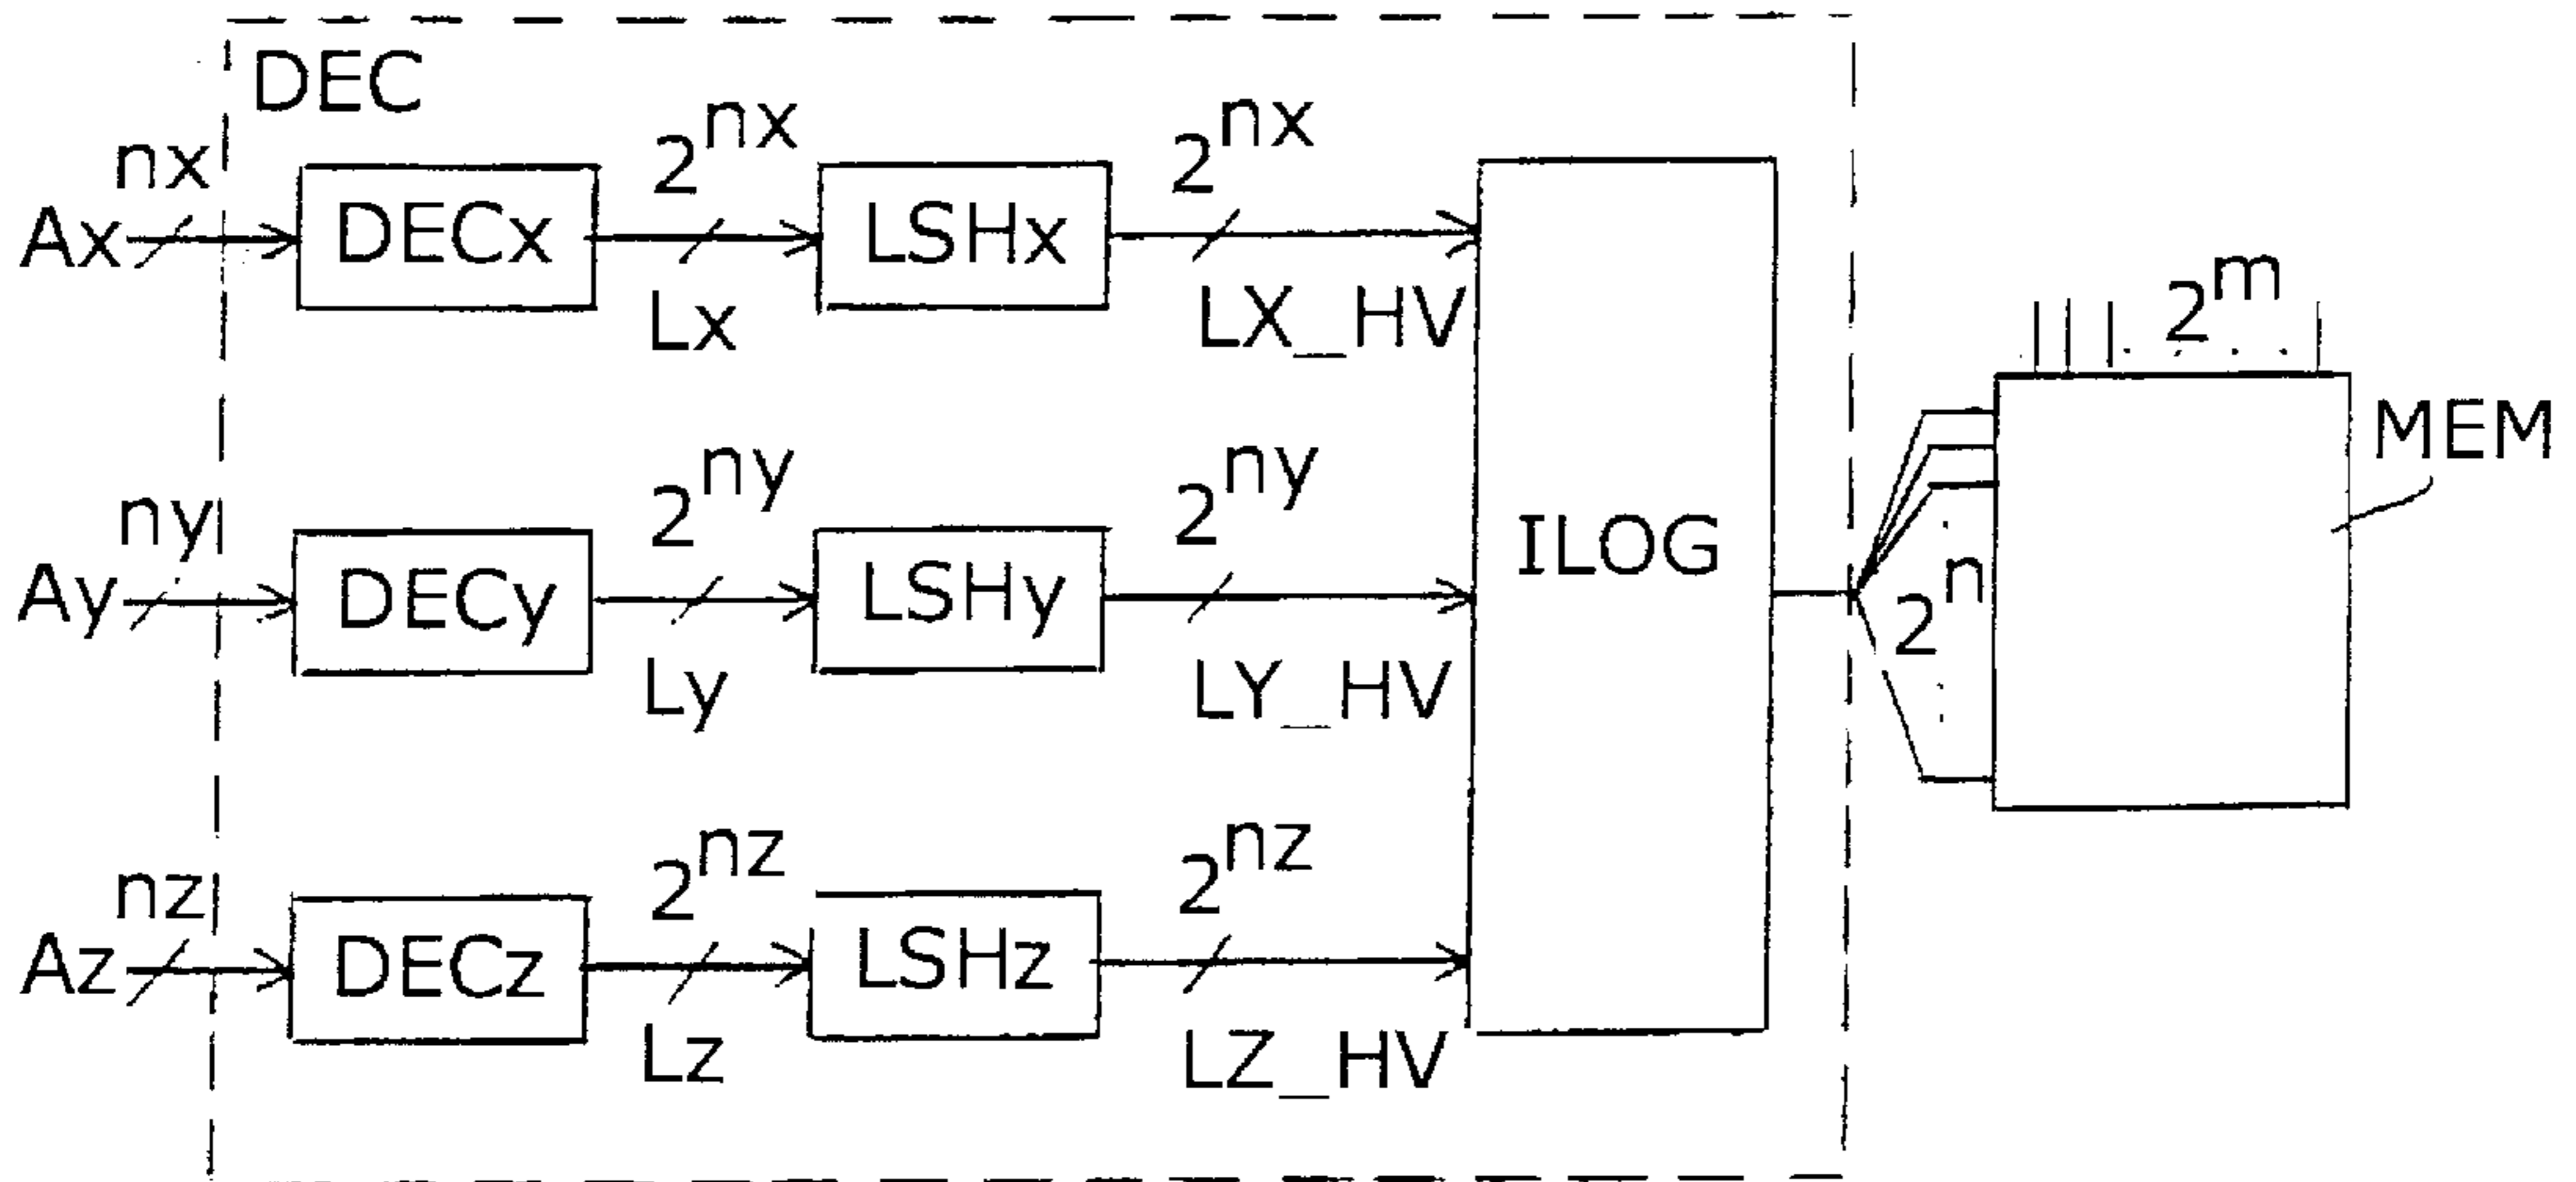 DEC
nx
Ax
DECx
2^nx
Lx
LSHx
2^nx
LX_HV
ny
Ay
DECy
2^ny
Ly
LSHy
2^ny
LY_HV
nz
Az
DECz
2^nz
Lz
LSHz
2^nz
LZ_HV
ILOG
2^n
2^m
MEM